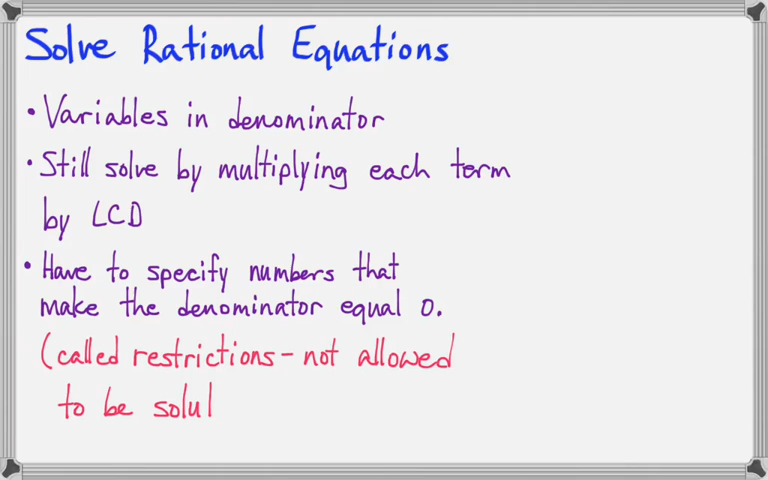 Solve Rational Equations
• Variables in denominator
• Still solve by multiplying each term
by LCD
• Have to specify numbers that
make the denominator equal 0.
(called restrictions - not allowed
to be solul